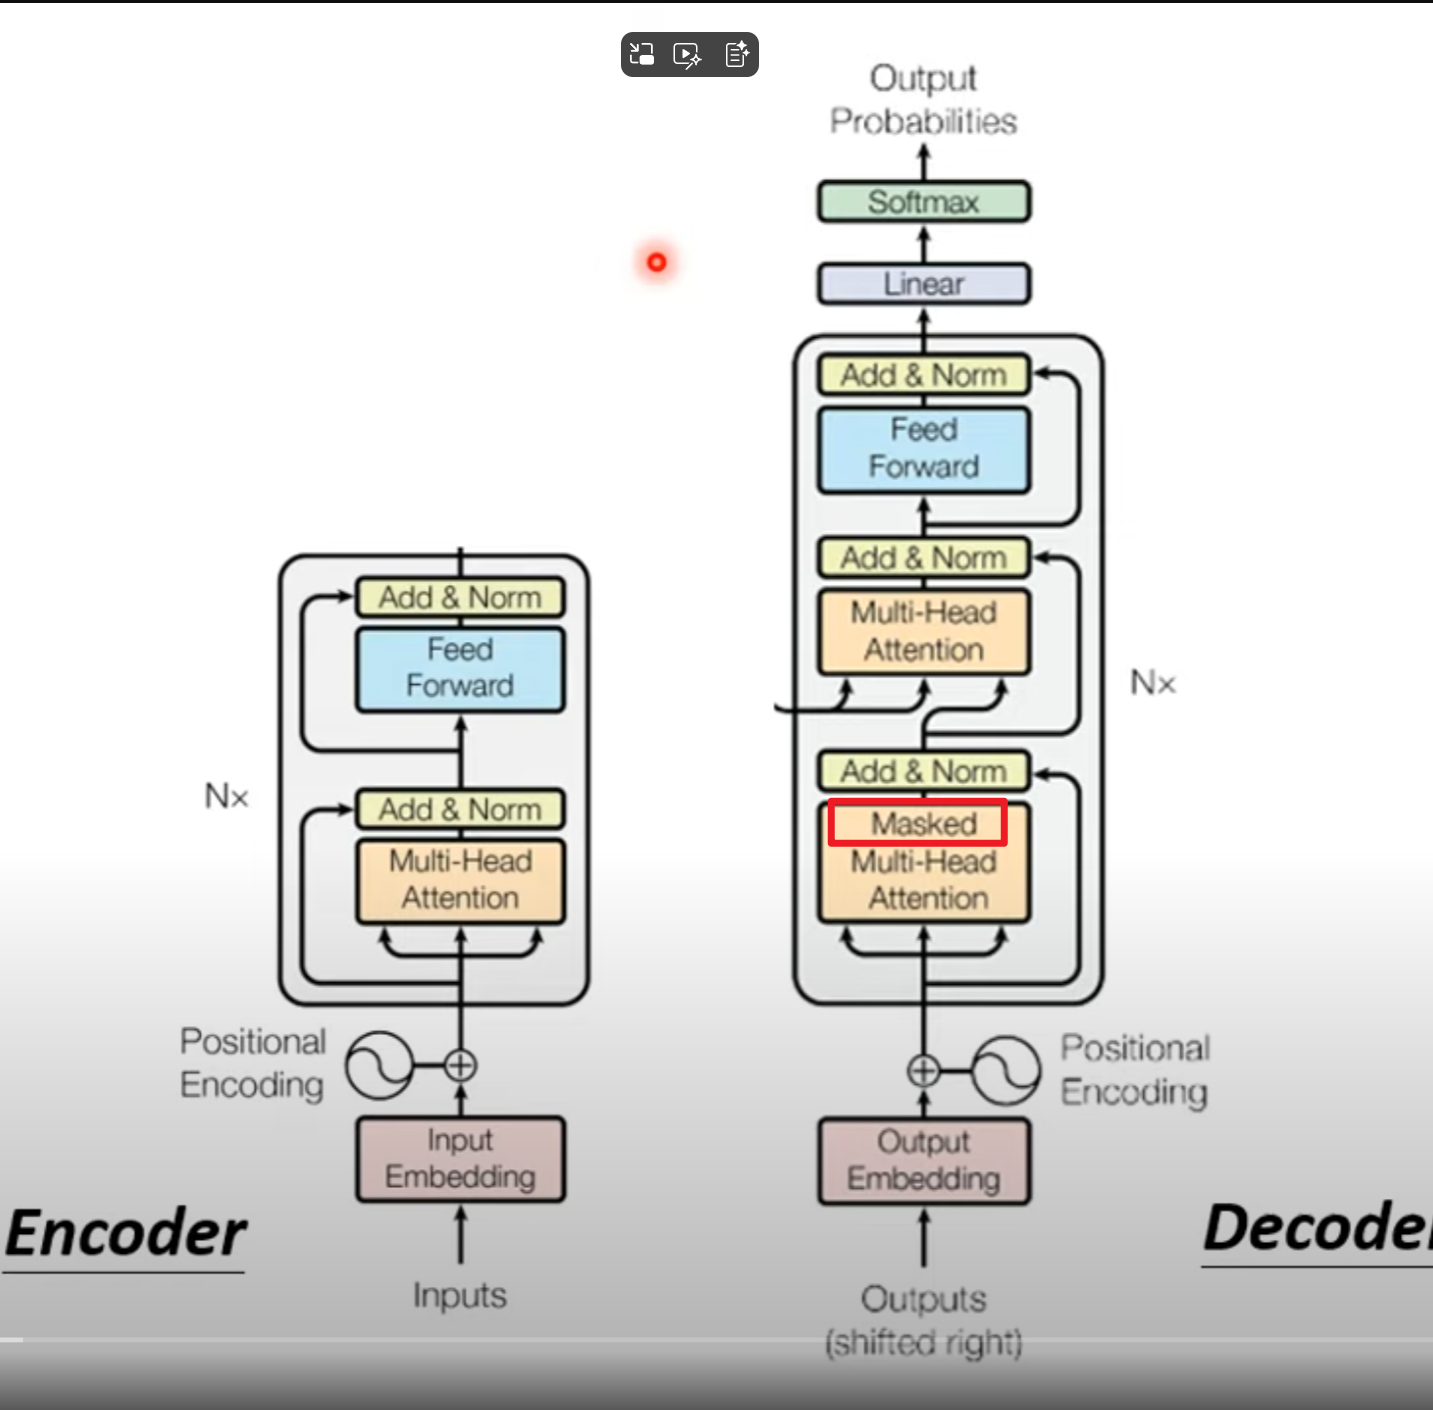 Output
Probabilities
Softmax
Linear
Add & Norm
Feed
Forward
Add & Norm
Multi-Head
Attention
Nx
Add & Norm
Masked
Multi-Head
Attention
Positional
Encoding
Output
Embedding
Outputs
(shifted right)
Decoder
Add & Norm
Feed
Forward
Nx
Add & Norm
Multi-Head
Attention
Positional
Encoding
Input
Embedding
Inputs
Encoder